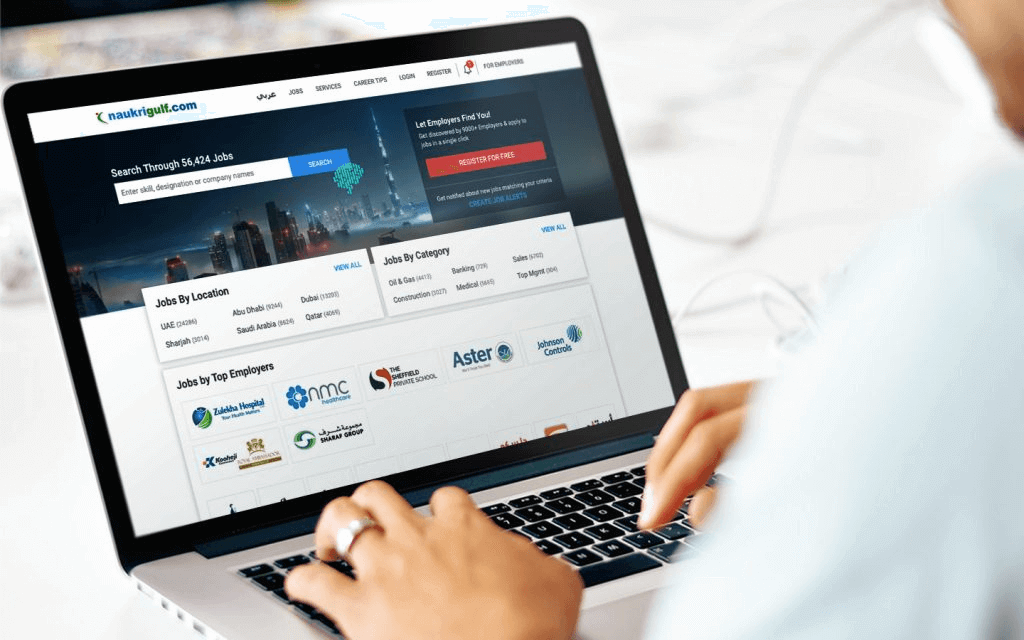 naukrigulf.com
عربي JOBS SERVICES CAREER TIPS LOGIN REGISTER FOR EMPLOYERS
Search Through 56,424 Jobs
Enter skill, designation or company names SEARCH
Let Employers Find You!
Get discovered by 9000+ Employers & apply to
jobs in a single click
REGISTER FOR FREE
Get notified about new jobs matching your criteria
CREATE JOB ALERTS
Jobs By Location VIEW ALL
UAE (24286) Abu Dhabi (9244) Dubai (13203)
Sharjah (3014) Saudi Arabia (8624) Qatar (4069)
Jobs By Category VIEW ALL
Oil & Gas (4413) Banking (729) Sales (5702)
Construction (3027) Medical (5665) Top Mgmt (304)
Jobs by Top Employers
Zulekha Hospital
Your Health Matters
nmc
healthcare
THE
SHEFFIELD
PRIVATE SCHOOL
Aster
We'll Treat You Well
Johnson
Controls
Kooheji
ROYAL AMBASSADOR
مجموعة شرف
SHARAF GROUP